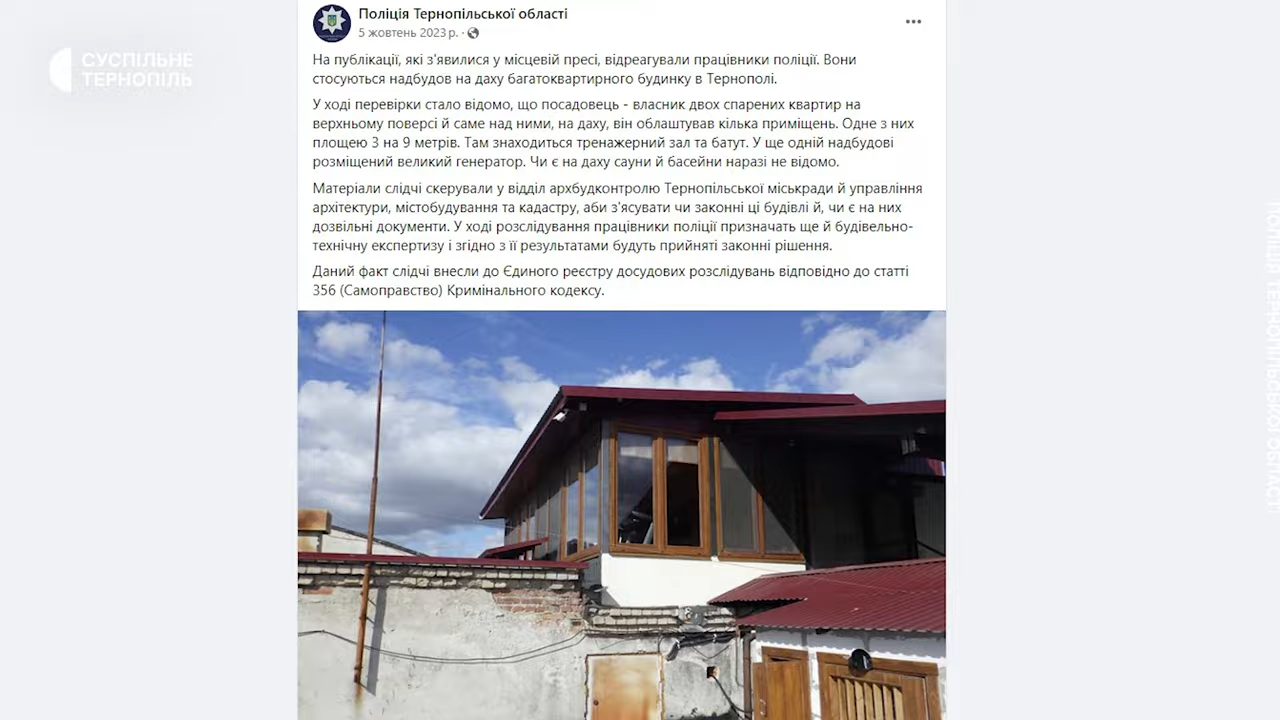 Поліція Тернопільської області
5 жовтень 2023 р. ·
СУСПІЛЬНЕ
ТЕРНОПІЛЬ
На публікації, які з'явилися у місцевій пресі, відреагували працівники поліції. Вони
стосуються надбудов на даху багатоквартирного будинку в Тернополі.
У ході перевірки стало відомо, що посадовець - власник двох спарених квартир на
верхньому поверсі й саме над ними, на даху, він облаштував кілька приміщень. Одне з них
площею 3 на 9 метрів. Там знаходиться тренажерний зал та батут. У ще одній надбудові
розміщений великий генератор. Чи є на даху сауни й басейни наразі не відомо.
Матеріали слідчі скерували у відділ архбудконтролю Тернопільської міськради й управління
архітектури, містобудування та кадастру, аби з'ясувати чи законні ці будівлі й, чи є на них
дозвільні документи. У ході розслідування працівники поліції призначать ще й будівельно-
технічну експертизу і згідно з її результатами будуть прийняті законні рішення.
Даний факт слідчі внесли до Єдиного реєстру досудових розслідувань відповідно до статті
356 (Самоправство) Кримінального кодексу.
ПОЛІЦІЯ ТЕРНОПІЛЬСЬКОЇ ОБЛАСТІ